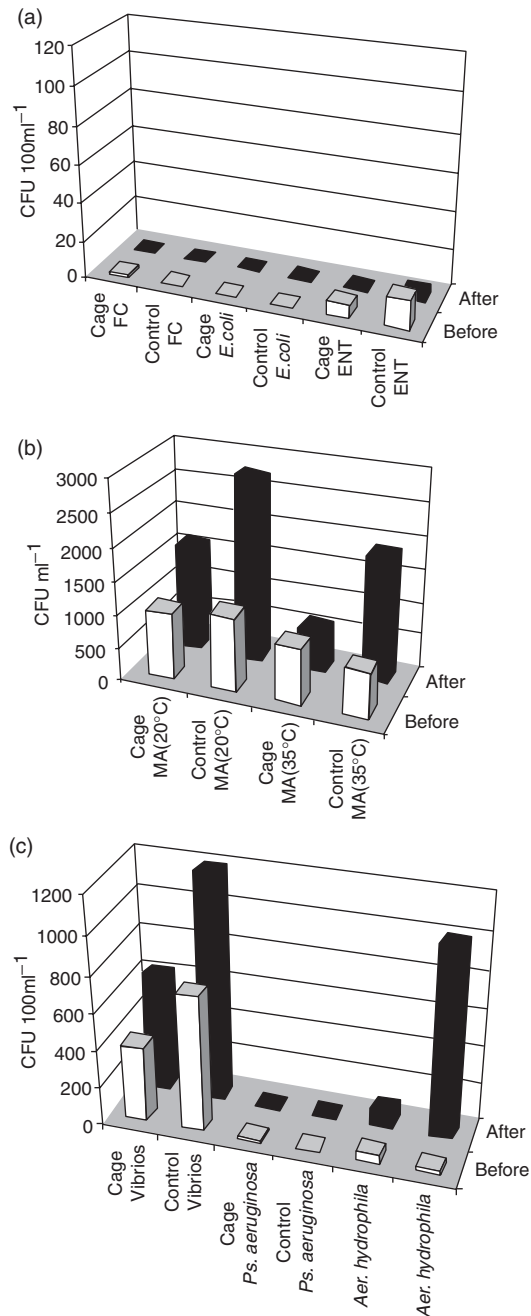 (a)
120
100
80
60
40
20
0
CFU 100ml⁻¹
Cage
FC
Control
FC
Cage
E.coli
Control
E.coli
Cage
ENT
Control
ENT
After
Before
(b)
3000
2500
2000
1500
1000
500
0
CFU ml⁻¹
Cage
MA(20°C)
Control
MA(20°C)
Cage
MA(35°C)
Control
MA(35°C)
After
Before
(c)
1200
1000
800
600
400
200
0
CFU 100ml⁻¹
Cage
Vibrios
Control
Vibrios
Cage
Ps. aeruginosa
Control
Ps. aeruginosa
Aer. hydrophila
Aer. hydrophila
After
Before